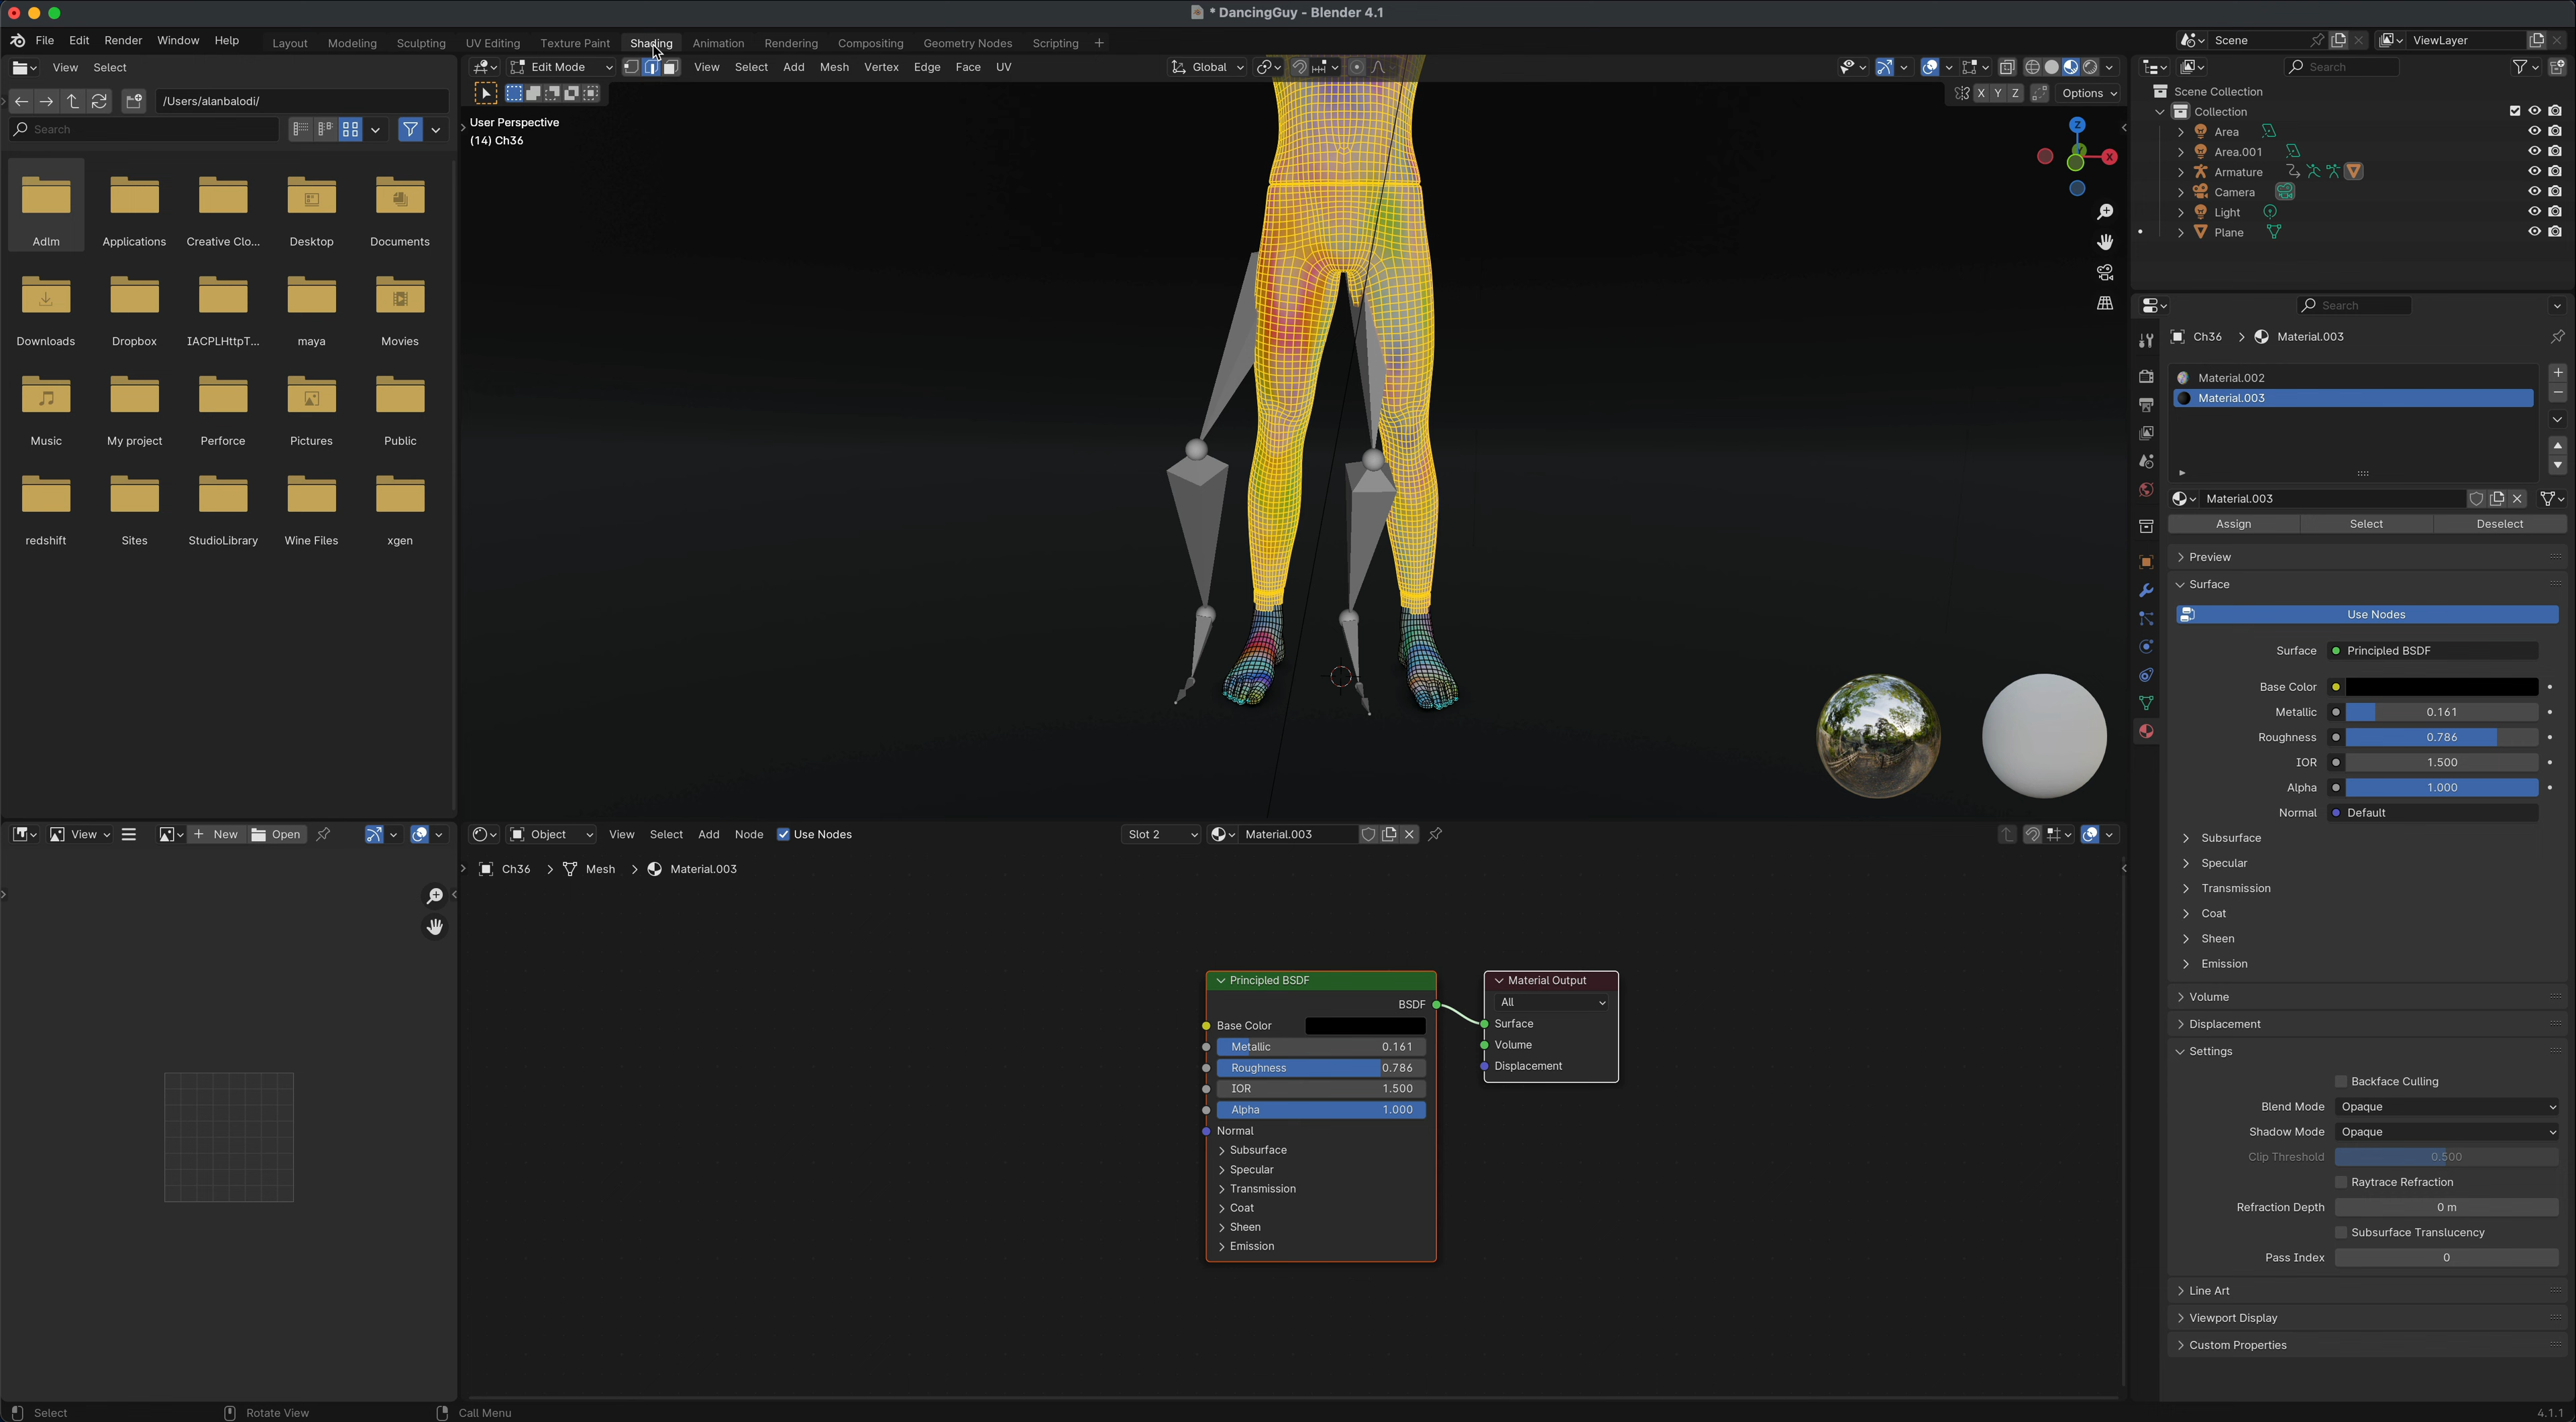 * DancingGuy - Blender 4.1
File Edit Render Window Help Layout Modeling Sculpting UV Editing Texture Paint Shading Animation Rendering Compositing Geometry Nodes Scripting + Scene ViewLayer
View Select
/Users/alanbalodi/
Search
Adlm Applications Creative Clo... Desktop Documents
Downloads Dropbox IACPLHttpT... maya Movies
Music My project Perforce Pictures Public
redshift Sites StudioLibrary Wine Files xgen
Edit Mode View Select Add Mesh Vertex Edge Face UV Global
X Y Z Options
User Perspective
(14) Ch36
Z
X
Search
Scene Collection
Collection
Area
Area.001
Armature
Camera
Light
Plane
Search
Ch36 > Material.003
Material.002
Material.003
Material.003
Assign Select Deselect
Preview
Surface
Use Nodes
Surface Principled BSDF
Base Color
Metallic 0.161
Roughness 0.786
IOR 1.500
Alpha 1.000
Normal Default
Subsurface
Specular
Transmission
Coat
Sheen
Emission
Volume
Displacement
Settings
Backface Culling
Blend Mode Opaque
Shadow Mode Opaque
Clip Threshold 0.500
Raytrace Refraction
Refraction Depth 0 m
Subsurface Translucency
Pass Index 0
Line Art
Viewport Display
Custom Properties
View + New Open
Object View Select Add Node Use Nodes Slot 2 Material.003
Ch36 > Mesh > Material.003
Principled BSDF
BSDF
Base Color
Metallic 0.161
Roughness 0.786
IOR 1.500
Alpha 1.000
Normal
Subsurface
Specular
Transmission
Coat
Sheen
Emission
Material Output
All
Surface
Volume
Displacement
Select Rotate View Call Menu 4.1.1